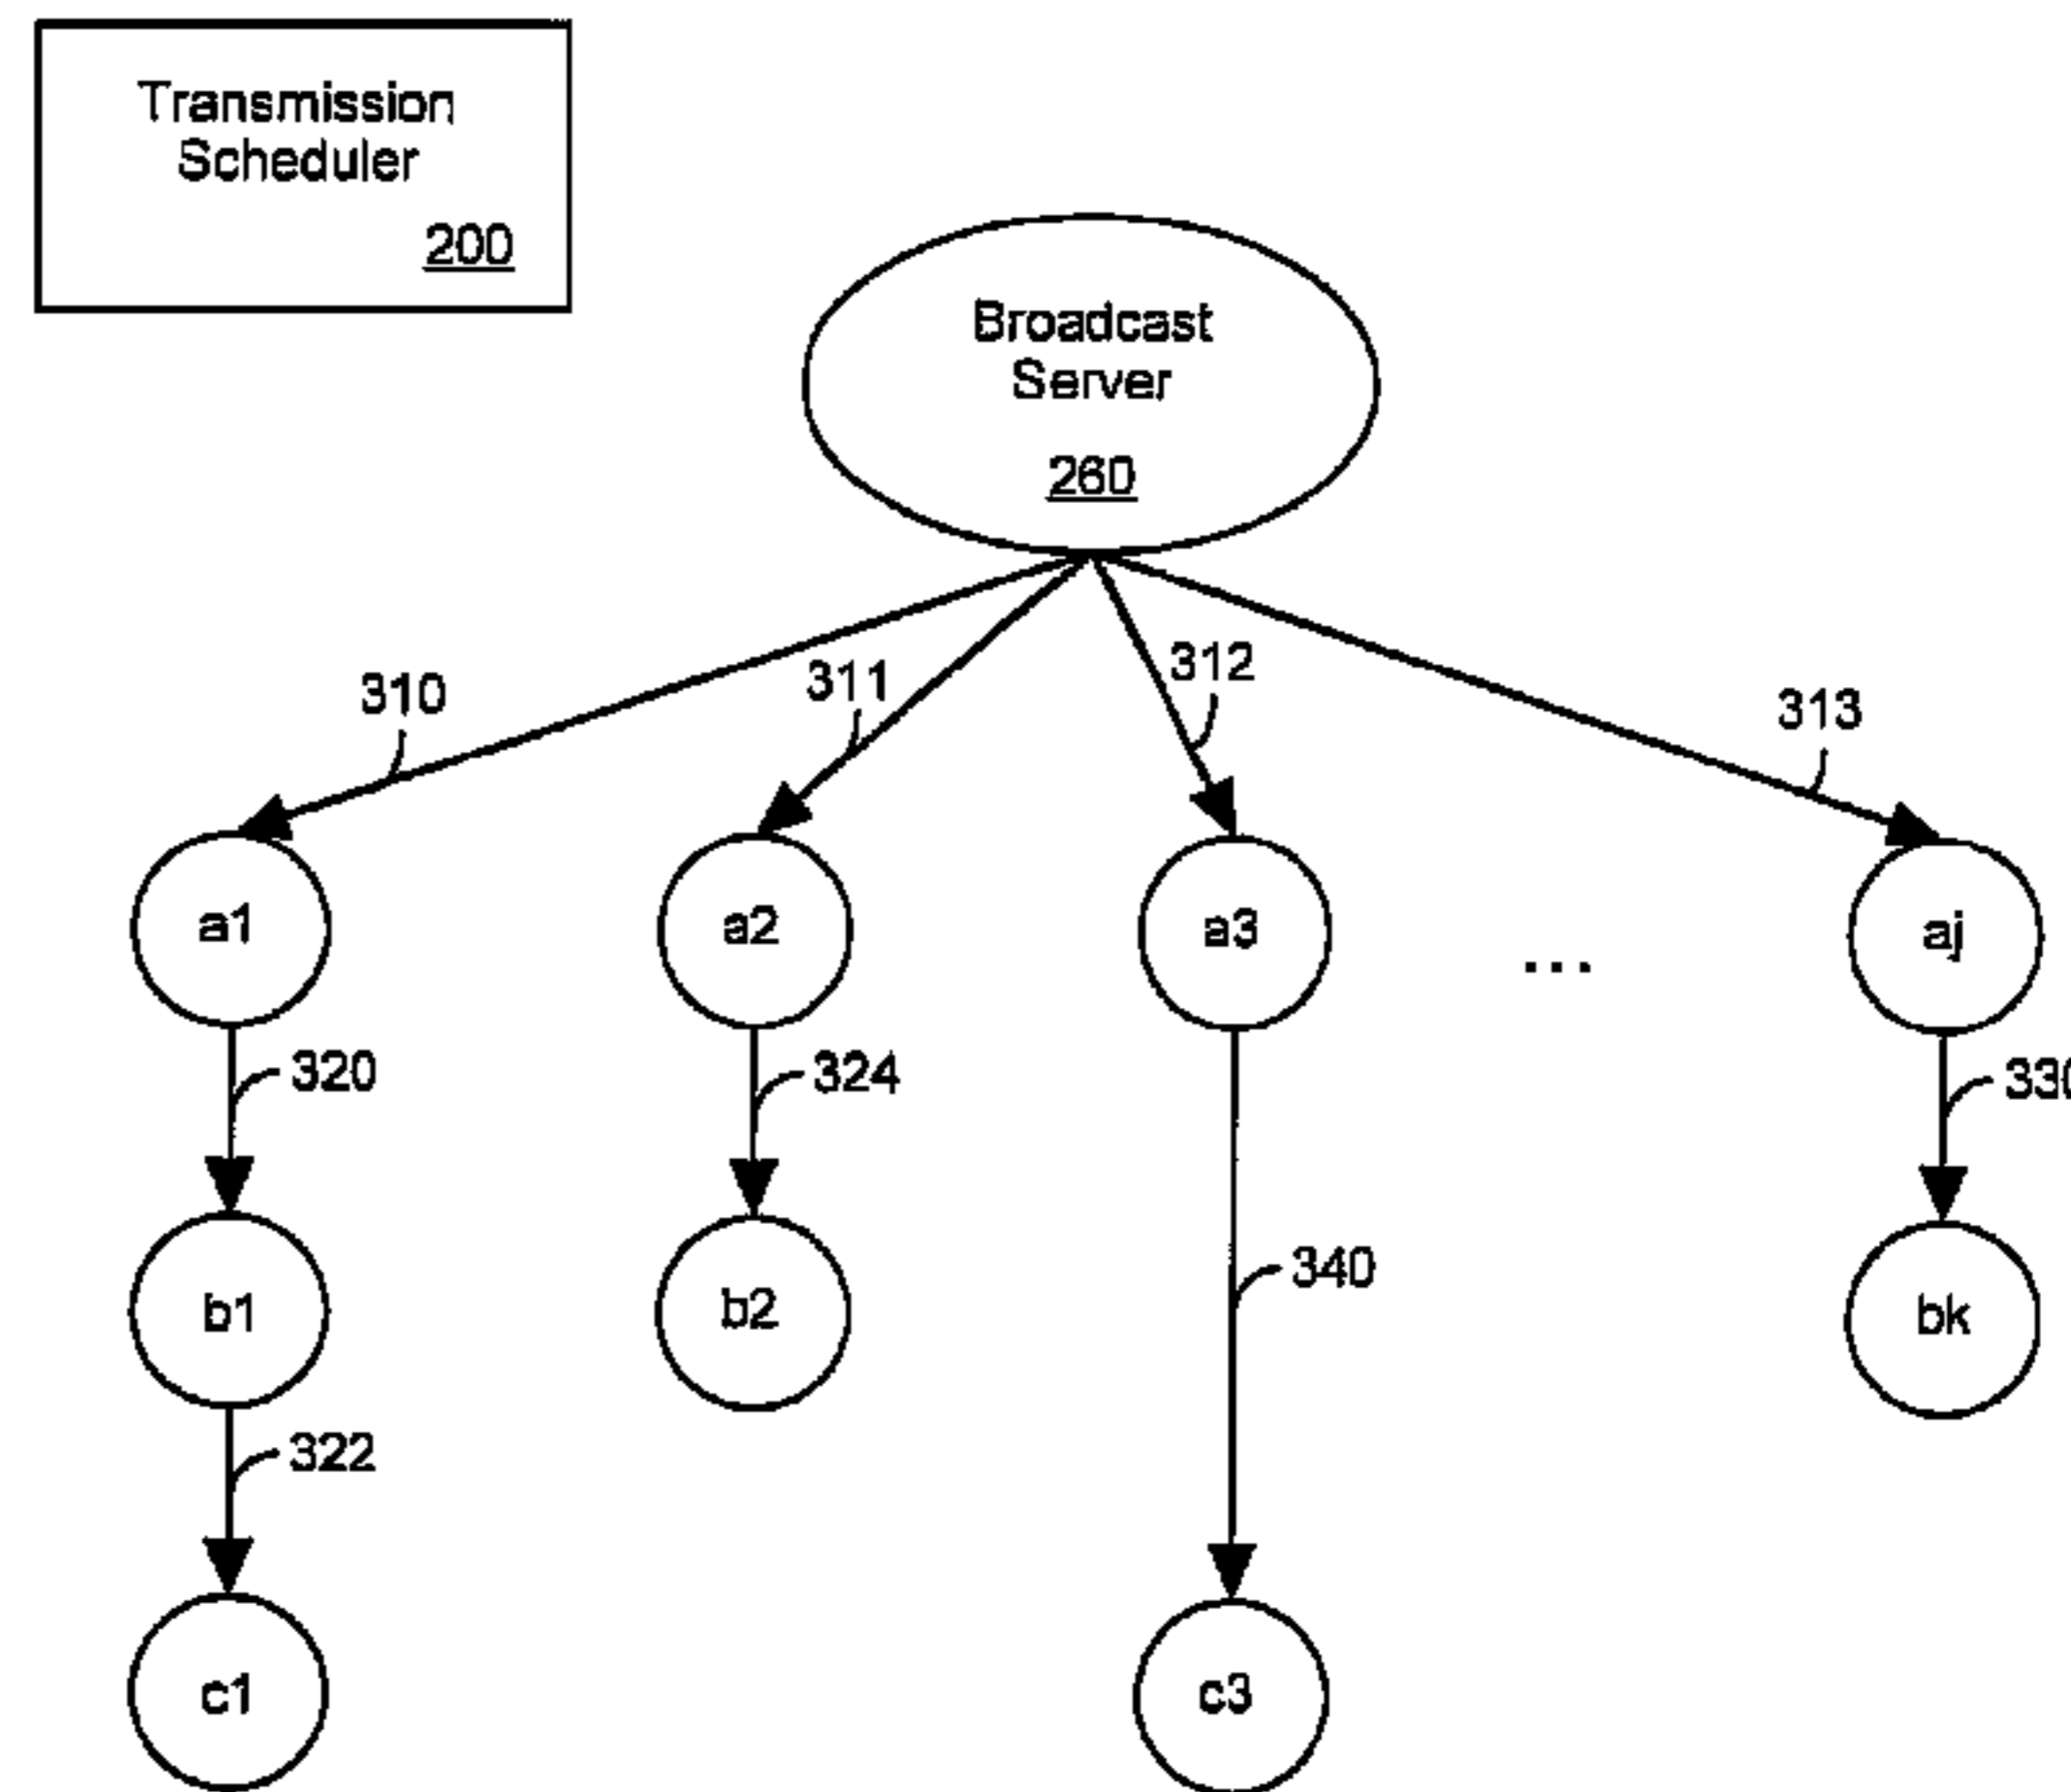 Transmission
Scheduler
200
Broadcast
Server
260
310
311
312
313
a1
a2
a3
...
aj
320
324
330
b1
b2
340
bk
322
c1
c3